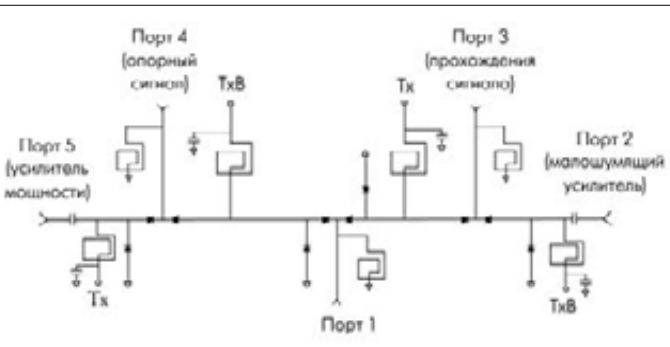 Порт 4
(опорный
сигнал)
TxB
Порт 3
(прохождения
сигнала)
Tx
Порт 5
(усилитель
мощности)
Порт 2
(малошумящий
усилитель)
Tx
Порт 1
TxB